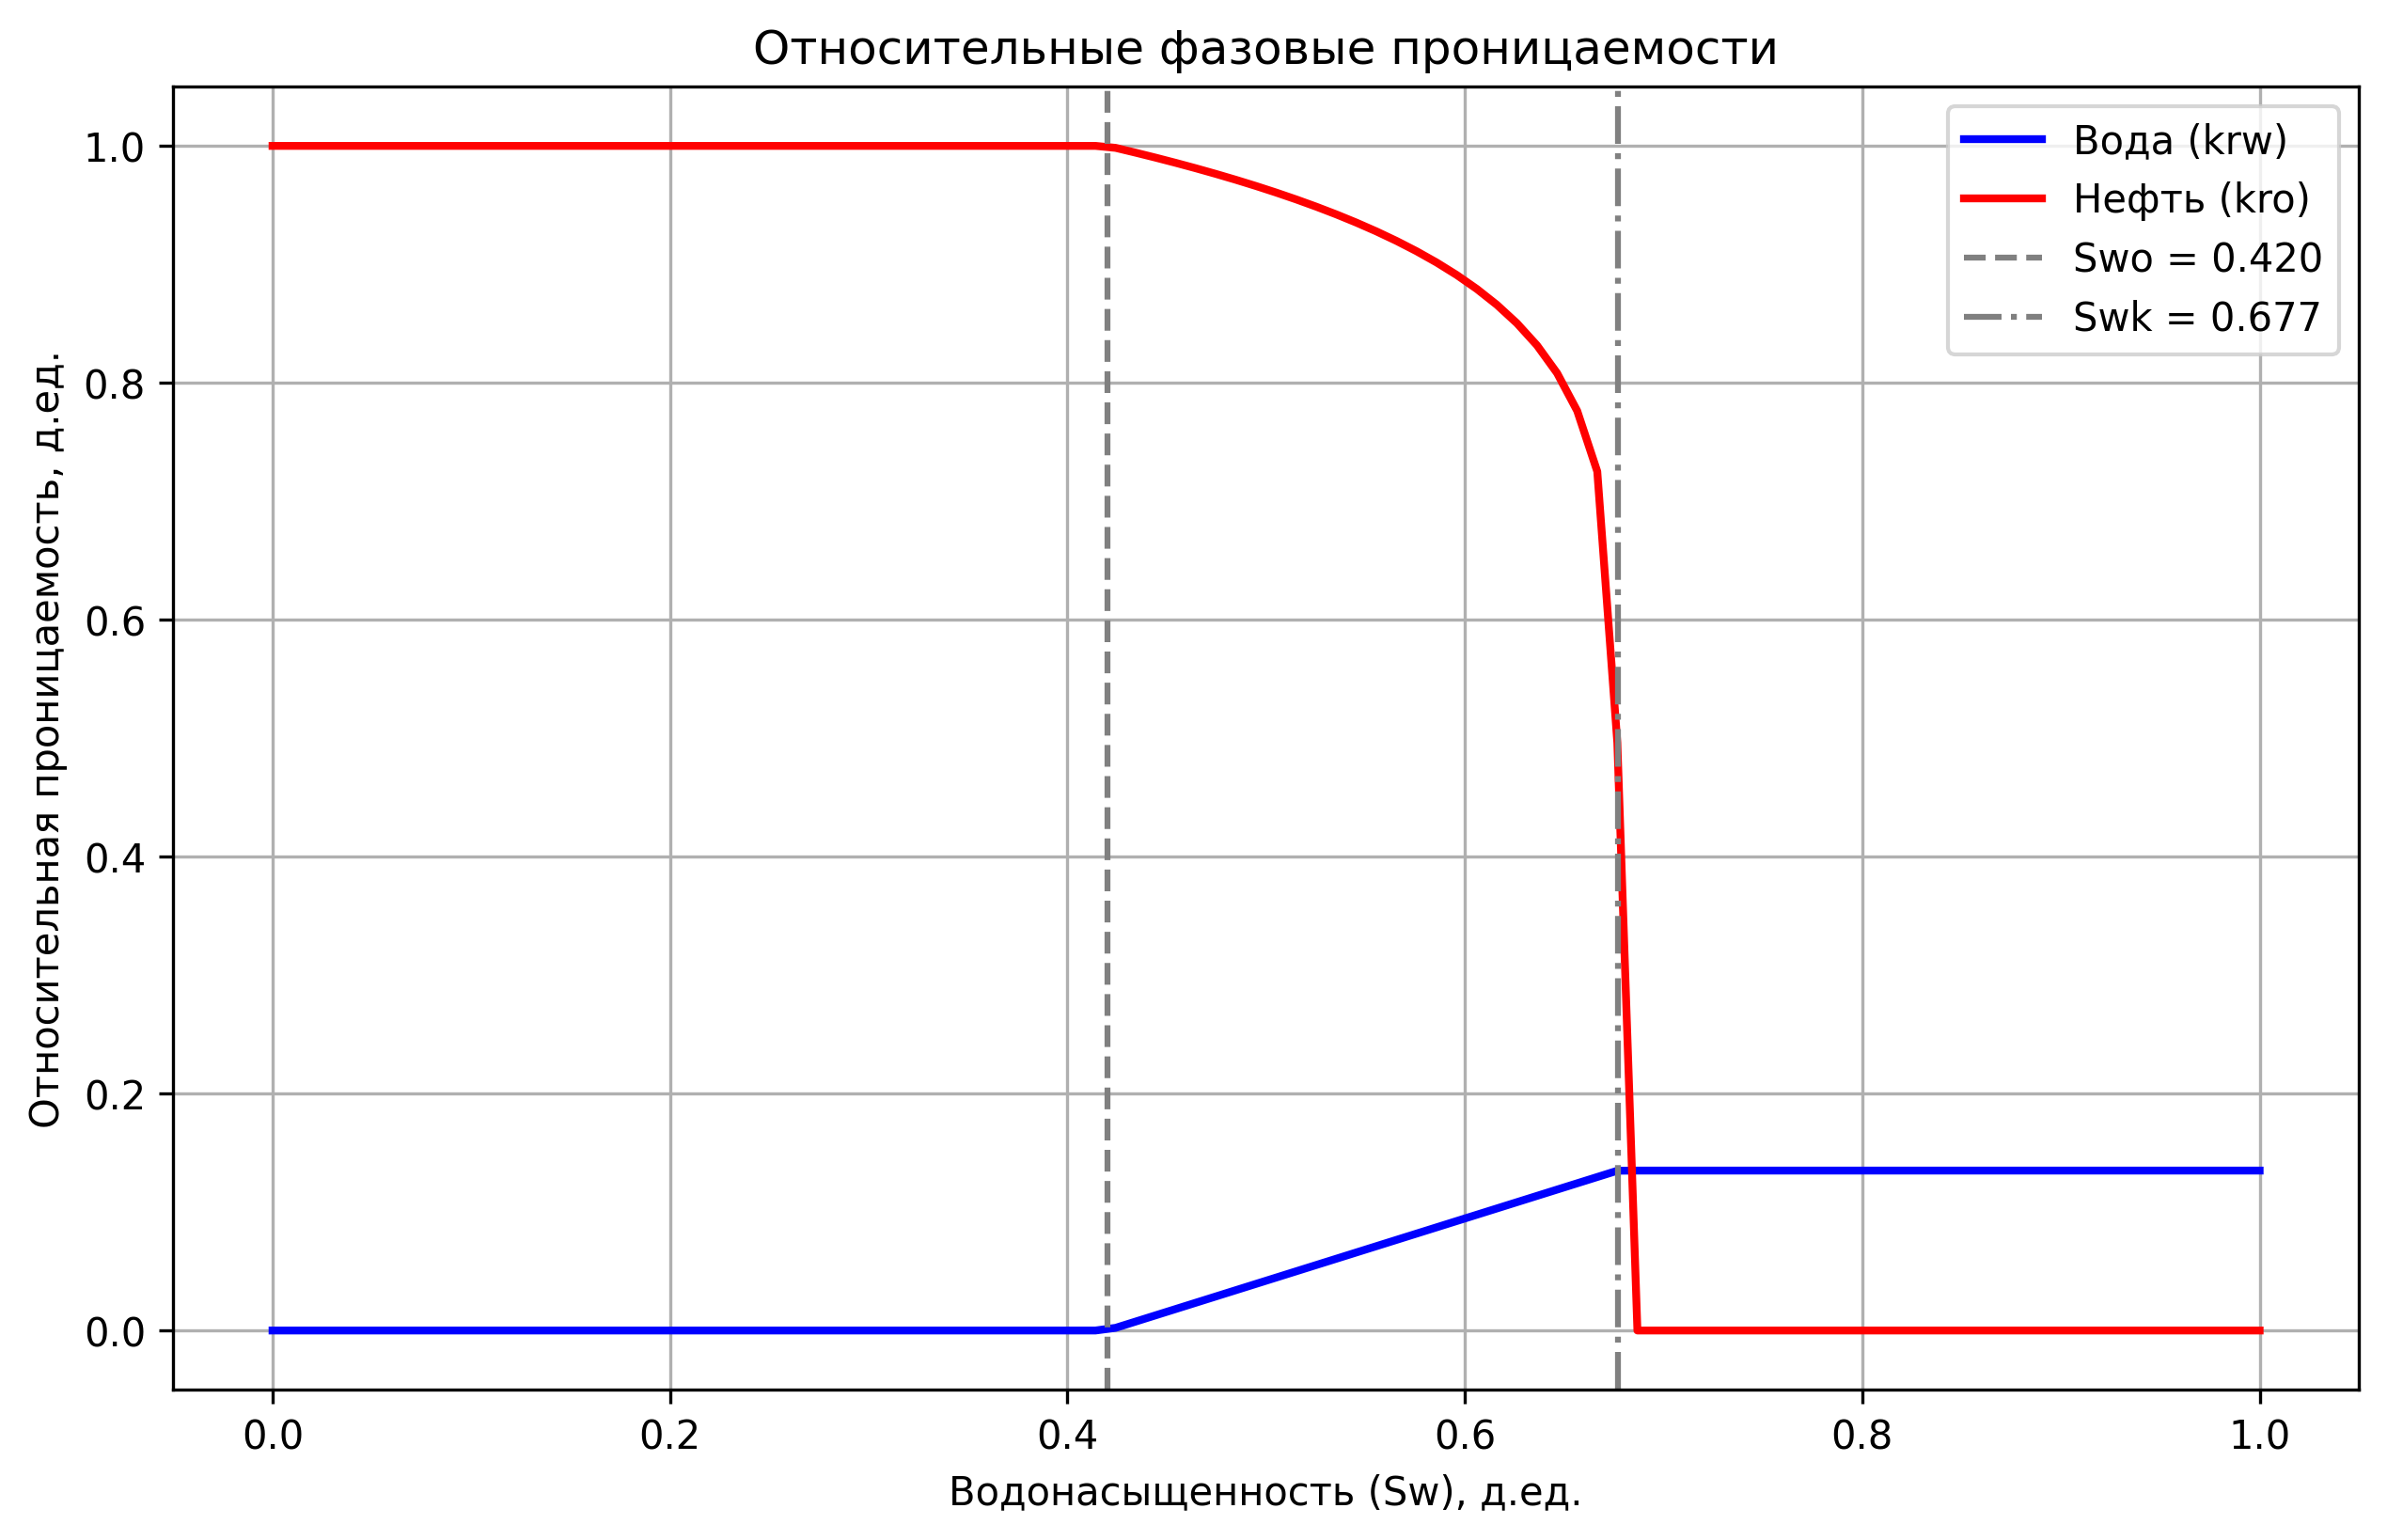 Относительные фазовые проницаемости
Вода (krw)
Нефть (kro)
Swo = 0.420
Swk = 0.677
Относительная проницаемость, д.ед.
1.0
0.8
0.6
0.4
0.2
0.0
0.0 0.2 0.4 0.6 0.8 1.0
Водонасыщенность (Sw), д.ед.